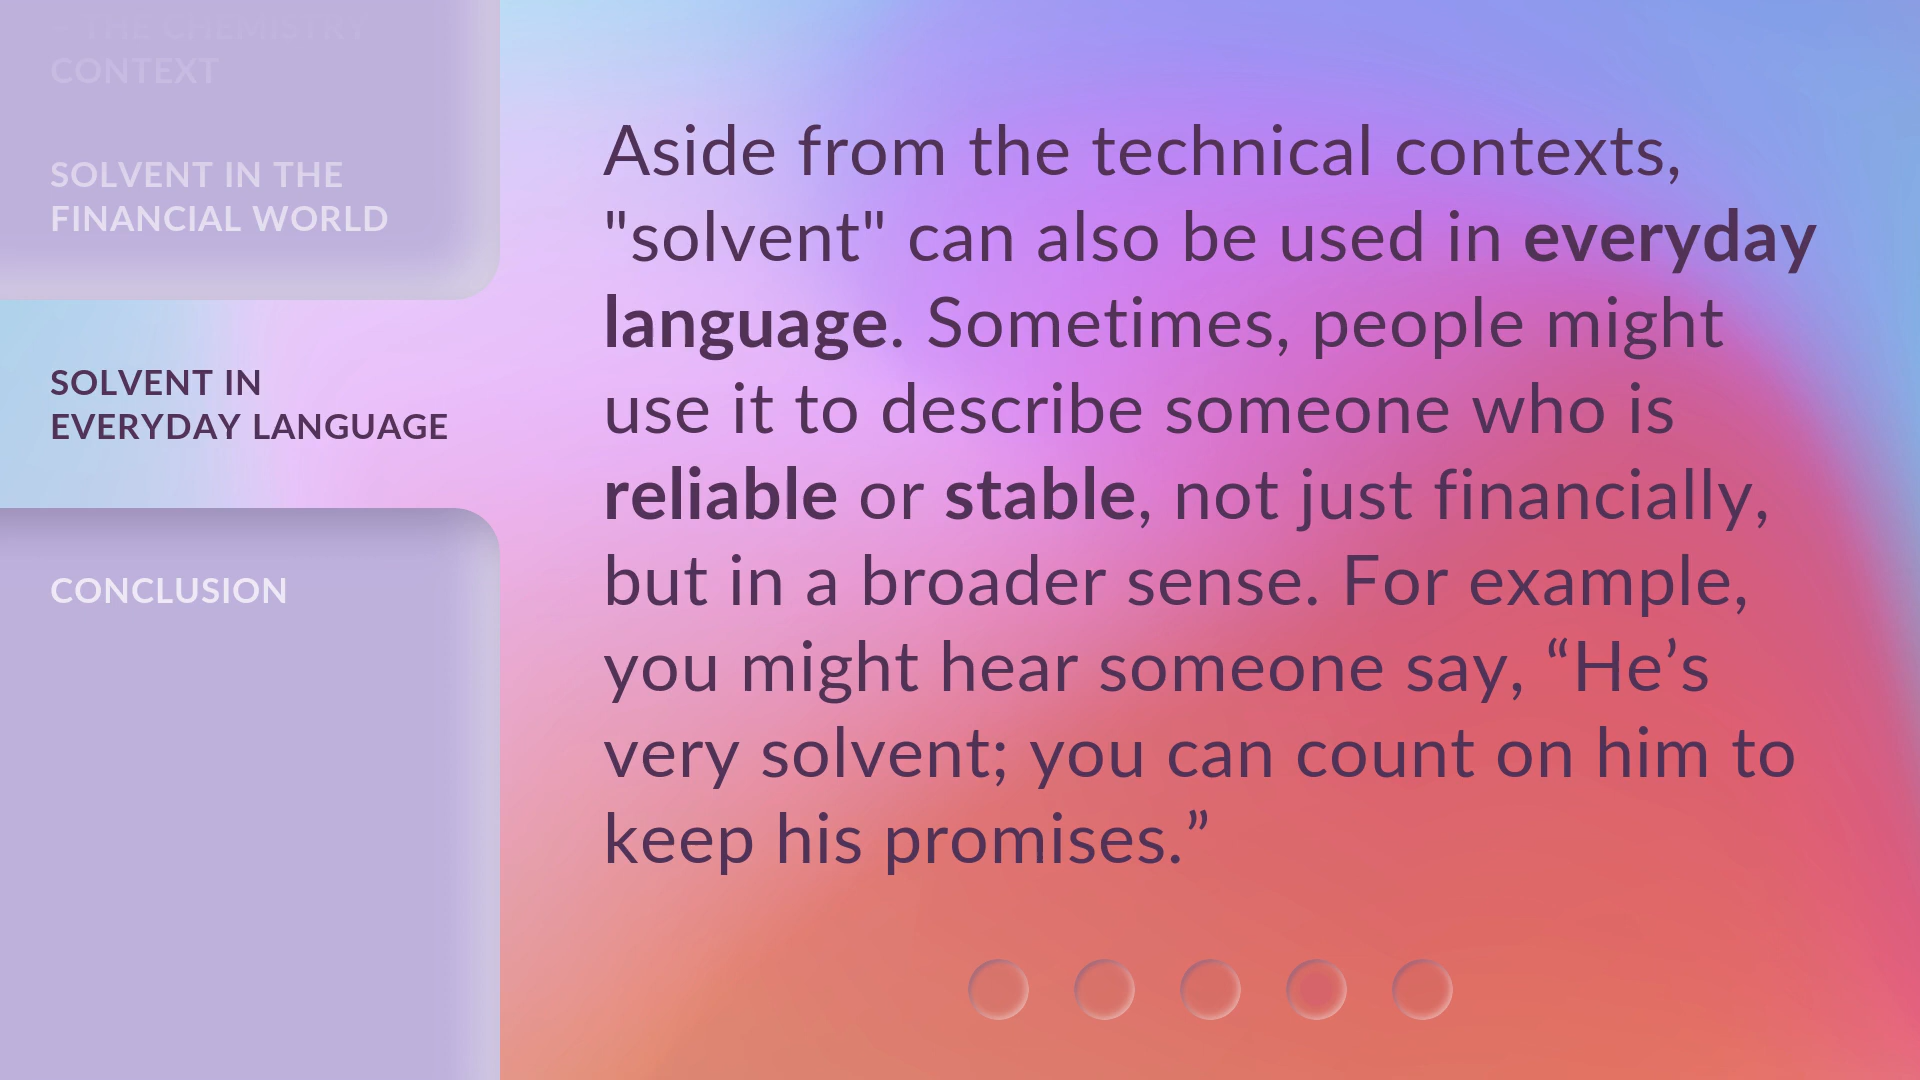 - THE CHEMISTRY
CONTEXT
SOLVENT IN THE
FINANCIAL WORLD
SOLVENT IN
EVERYDAY LANGUAGE
CONCLUSION
Aside from the technical contexts,
"solvent" can also be used in everyday
language. Sometimes, people might
use it to describe someone who is
reliable or stable, not just financially,
but in a broader sense. For example,
you might hear someone say, “He’s
very solvent; you can count on him to
keep his promises.”